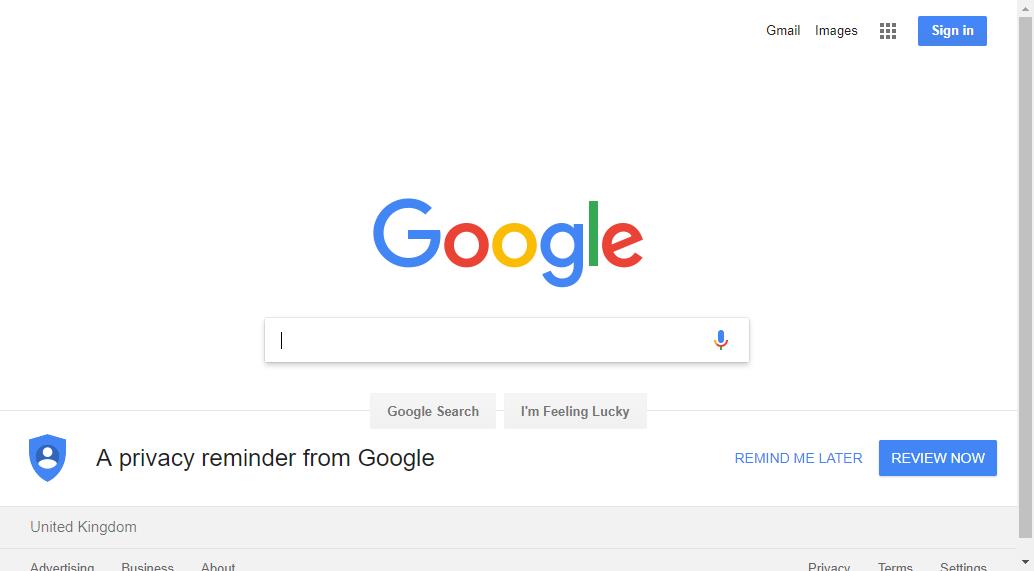 Gmail Images Sign in
Google
Google Search I'm Feeling Lucky
A privacy reminder from Google REMIND ME LATER REVIEW NOW
United Kingdom
Advertising Business About Privacy Terms Settings